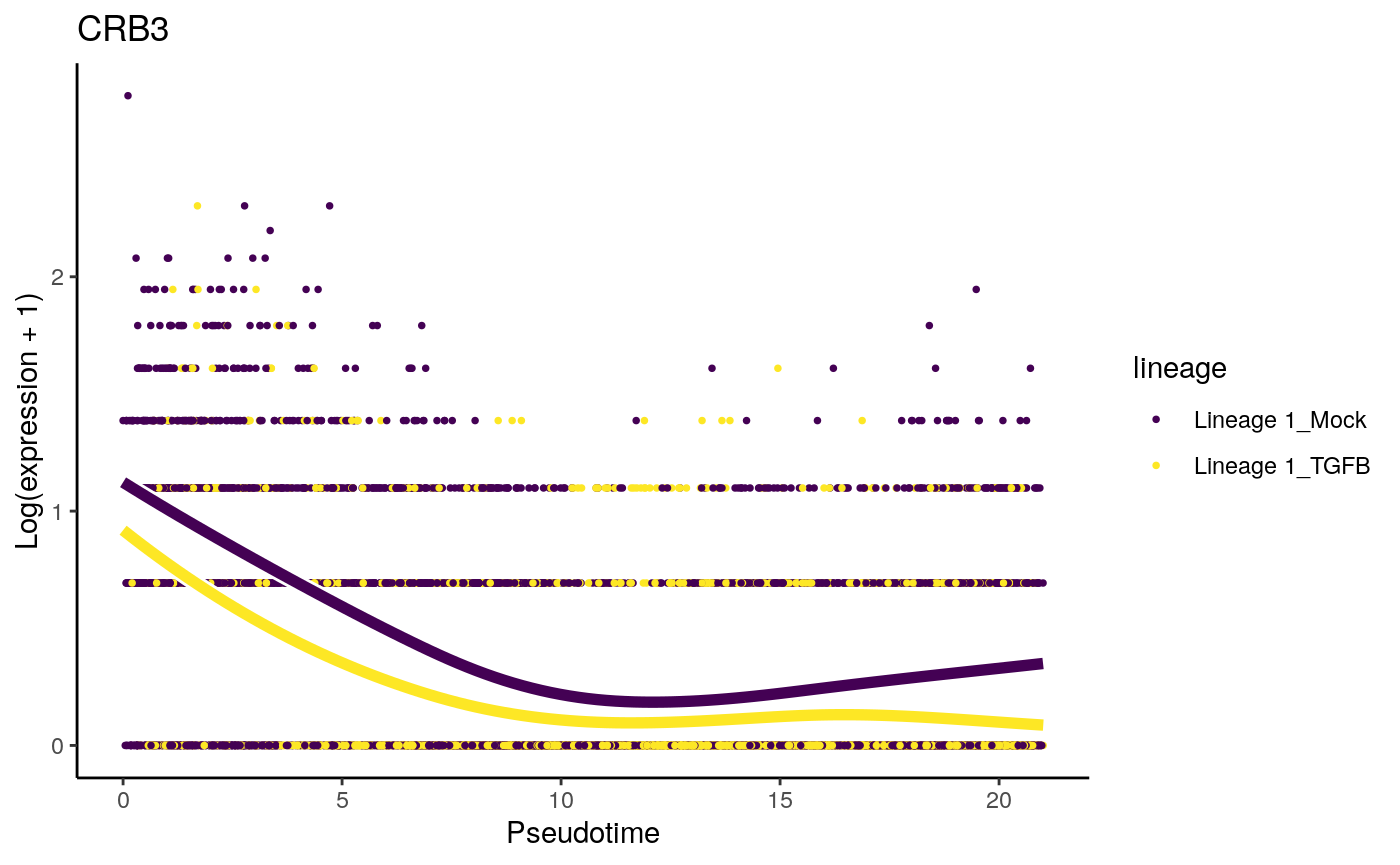 CRB3
Log(expression + 1)
2
1
0
0
5
10
15
20
Pseudotime
lineage
Lineage 1_Mock
Lineage 1_TGFB